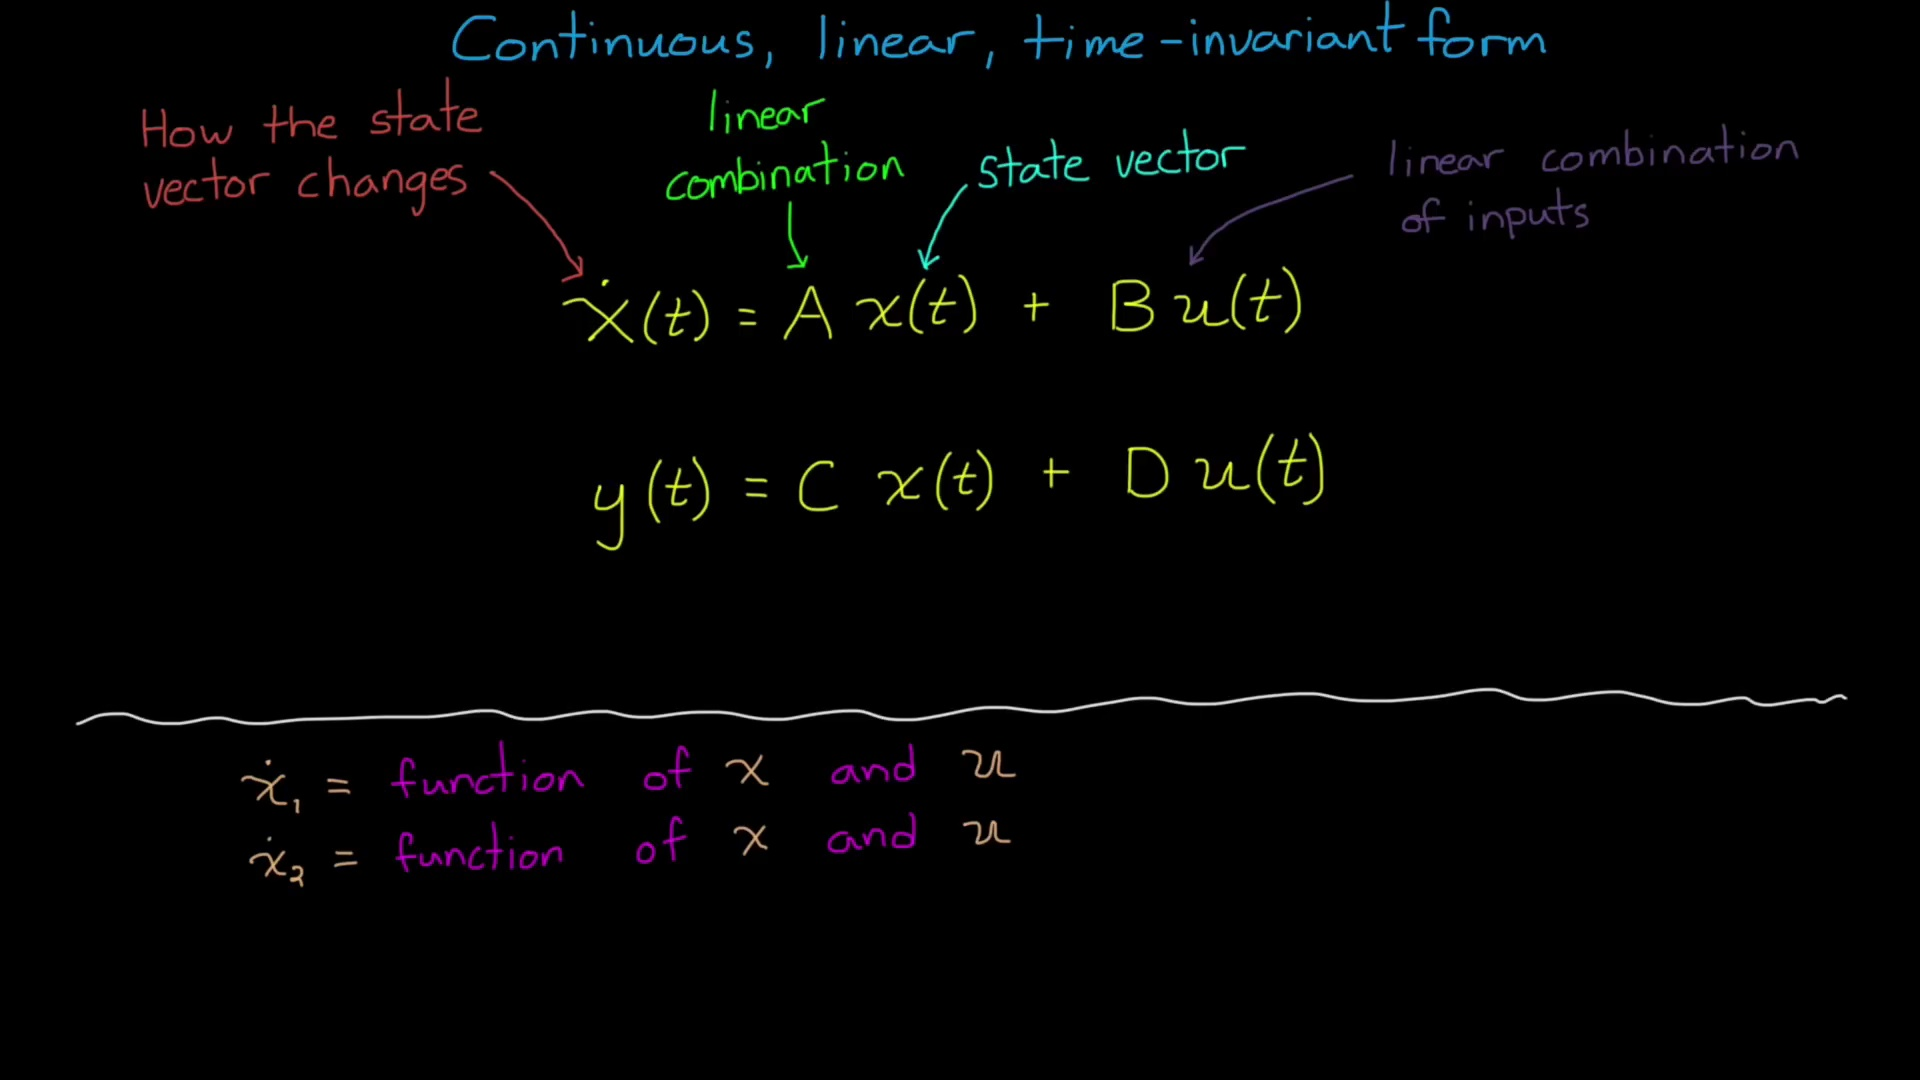 Continuous, linear, time-invariant form
How the state
vector changes
linear
combination
state vector
linear combination
of inputs
ẋ(t) = A x(t) + B u(t)
y(t) = C x(t) + D u(t)
ẋ₁ = function of x and u
ẋ₂ = function of x and u